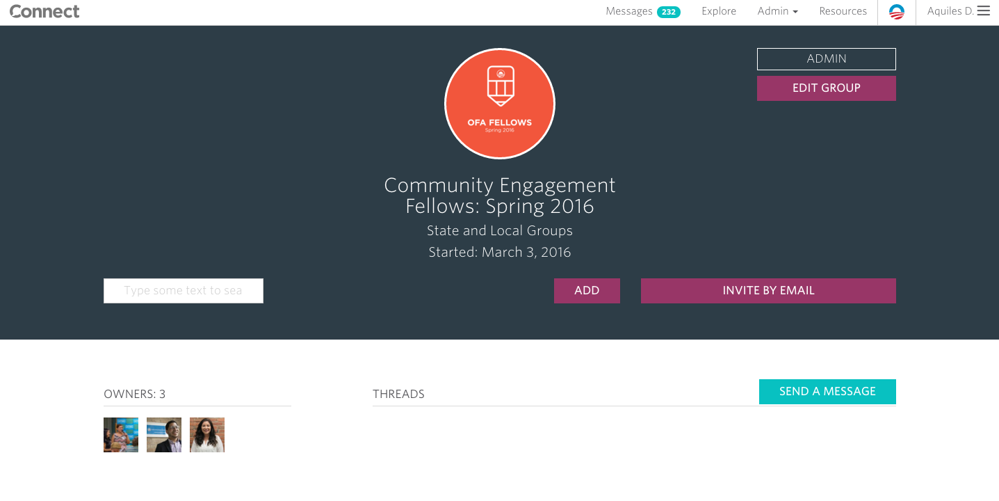 Connect
Messages 232 Explore Admin Resources Aquiles D.
ADMIN
EDIT GROUP
OFA FELLOWS
Spring 2016
Community Engagement
Fellows: Spring 2016
State and Local Groups
Started: March 3, 2016
Type some text to sea
ADD
INVITE BY EMAIL
OWNERS: 3
THREADS
SEND A MESSAGE